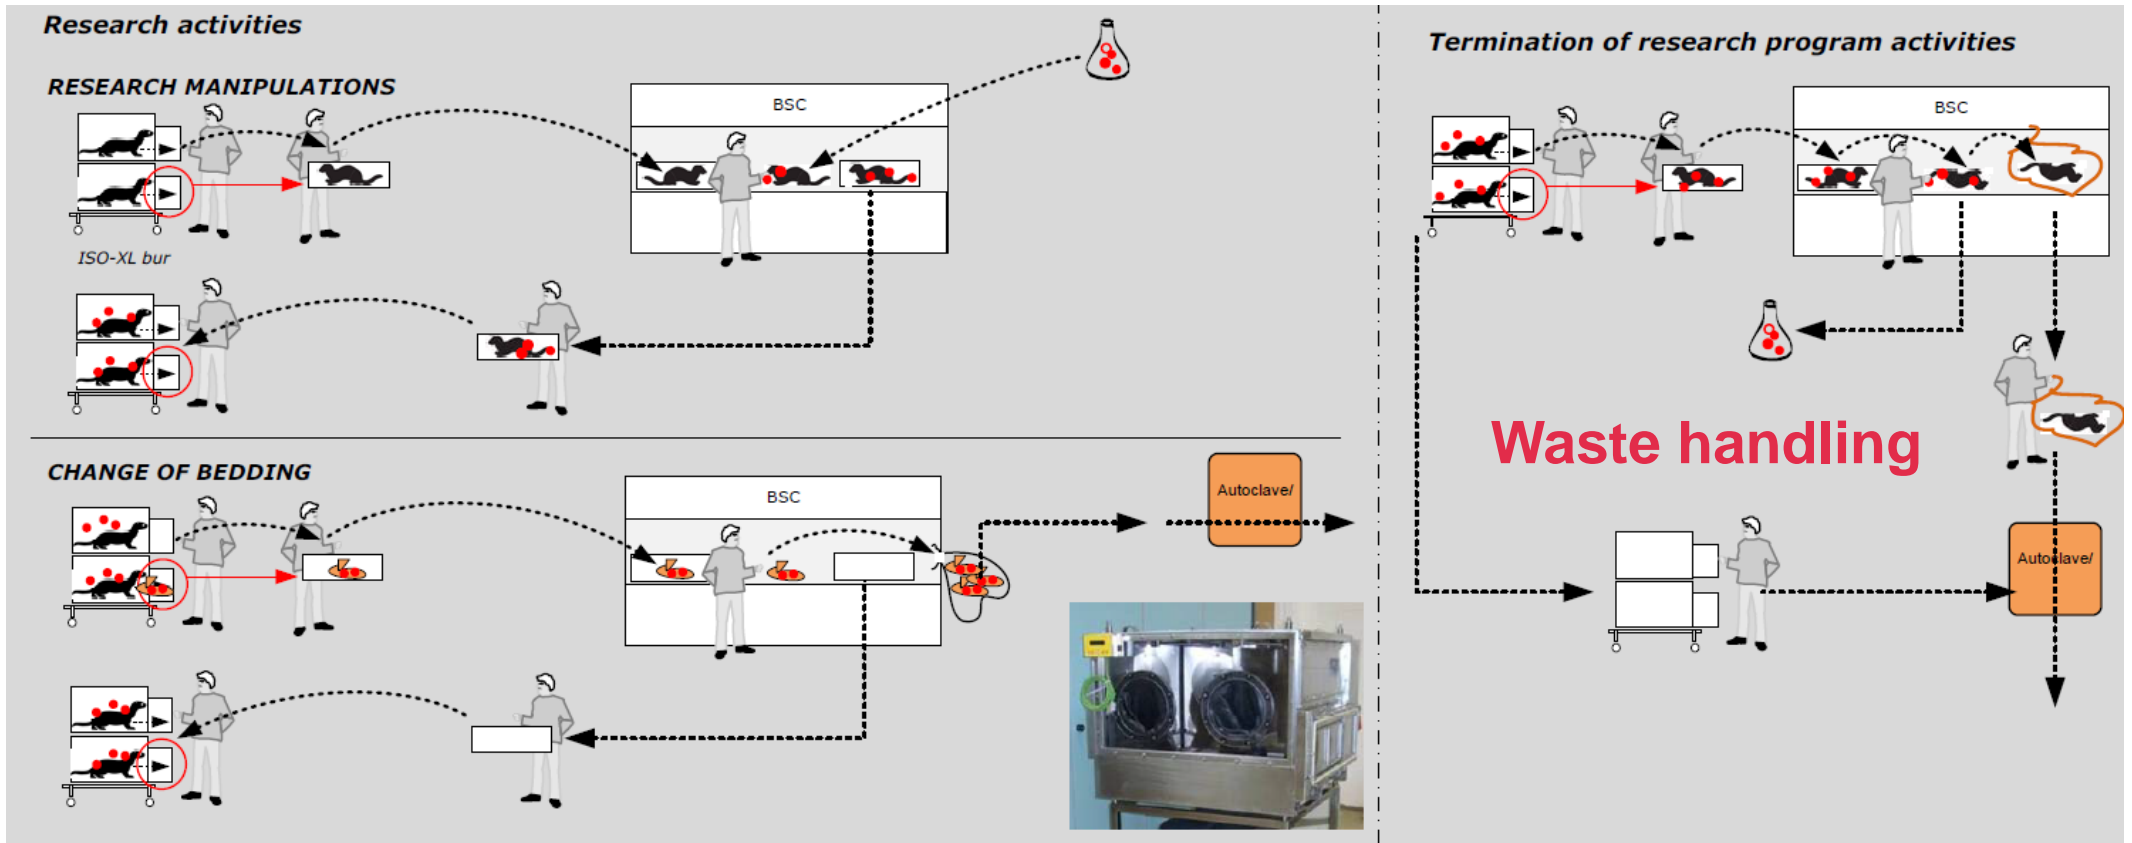 Research activities
RESEARCH MANIPULATIONS
BSC
ISO-XL bur
CHANGE OF BEDDING
BSC
Autoclave/
Termination of research program activities
BSC
Waste handling
Autoclave/